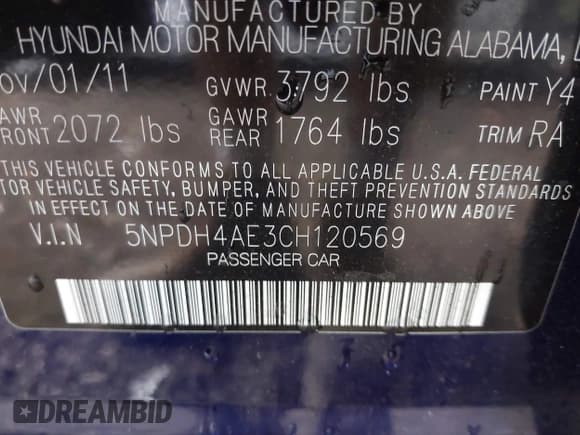 MANUFACTURED BY
HYUNDAI MOTOR MANUFACTURING ALABAMA,
OV/01/11 GVWR 3792 lbs PAINT Y4
AWR FRONT 2072 lbs GAWR REAR 1764 lbs TRIM RA
THIS VEHICLE CONFORMS TO ALL APPLICABLE U.S.A. FEDERAL
TOR VEHICLE SAFETY, BUMPER, AND THEFT PREVENTION STANDARDS
IN EFFECT ON THE DATE OF MANUFACTURE SHOWN ABOVE
V.I.N 5NPDH4AE3CH120569
PASSENGER CAR
DREAMBID